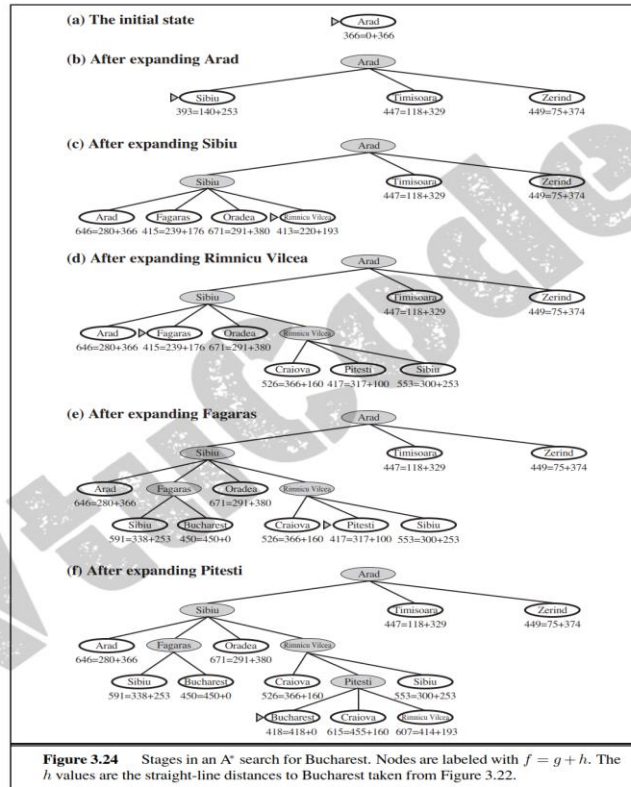 (a) The initial state
Arad
366=0+366
(b) After expanding Arad
Arad
Sibiu Timisoara Zerind
393=140+253 447=118+329 449=75+374
(c) After expanding Sibiu
Arad
Sibiu Timisoara Zerind
447=118+329 449=75+374
Arad Fagaras Oradea Rimnicu Vilcea
646=280+366 415=239+176 671=291+380 413=220+193
(d) After expanding Rimnicu Vilcea
Arad
Sibiu Timisoara Zerind
447=118+329 449=75+374
Arad Fagaras Oradea Rimnicu Vilcea
646=280+366 415=239+176 671=291+380
Craiova Pitesti Sibiu
526=366+160 417=317+100 553=300+253
(e) After expanding Fagaras
Arad
Sibiu Timisoara Zerind
447=118+329 449=75+374
Arad Fagaras Oradea Rimnicu Vilcea
646=280+366 671=291+380
Sibiu Bucharest Craiova Pitesti Sibiu
591=338+253 450=450+0 526=366+160 417=317+100 553=300+253
(f) After expanding Pitesti
Arad
Sibiu Timisoara Zerind
447=118+329 449=75+374
Arad Fagaras Oradea Rimnicu Vilcea
646=280+366 671=291+380
Sibiu Bucharest Craiova Pitesti Sibiu
591=338+253 450=450+0 526=366+160 553=300+253
Bucharest Craiova Rimnicu Vilcea
418=418+0 615=455+160 607=414+193
Figure 3.24 Stages in an A* search for Bucharest. Nodes are labeled with f = g + h. The
h values are the straight-line distances to Bucharest taken from Figure 3.22.